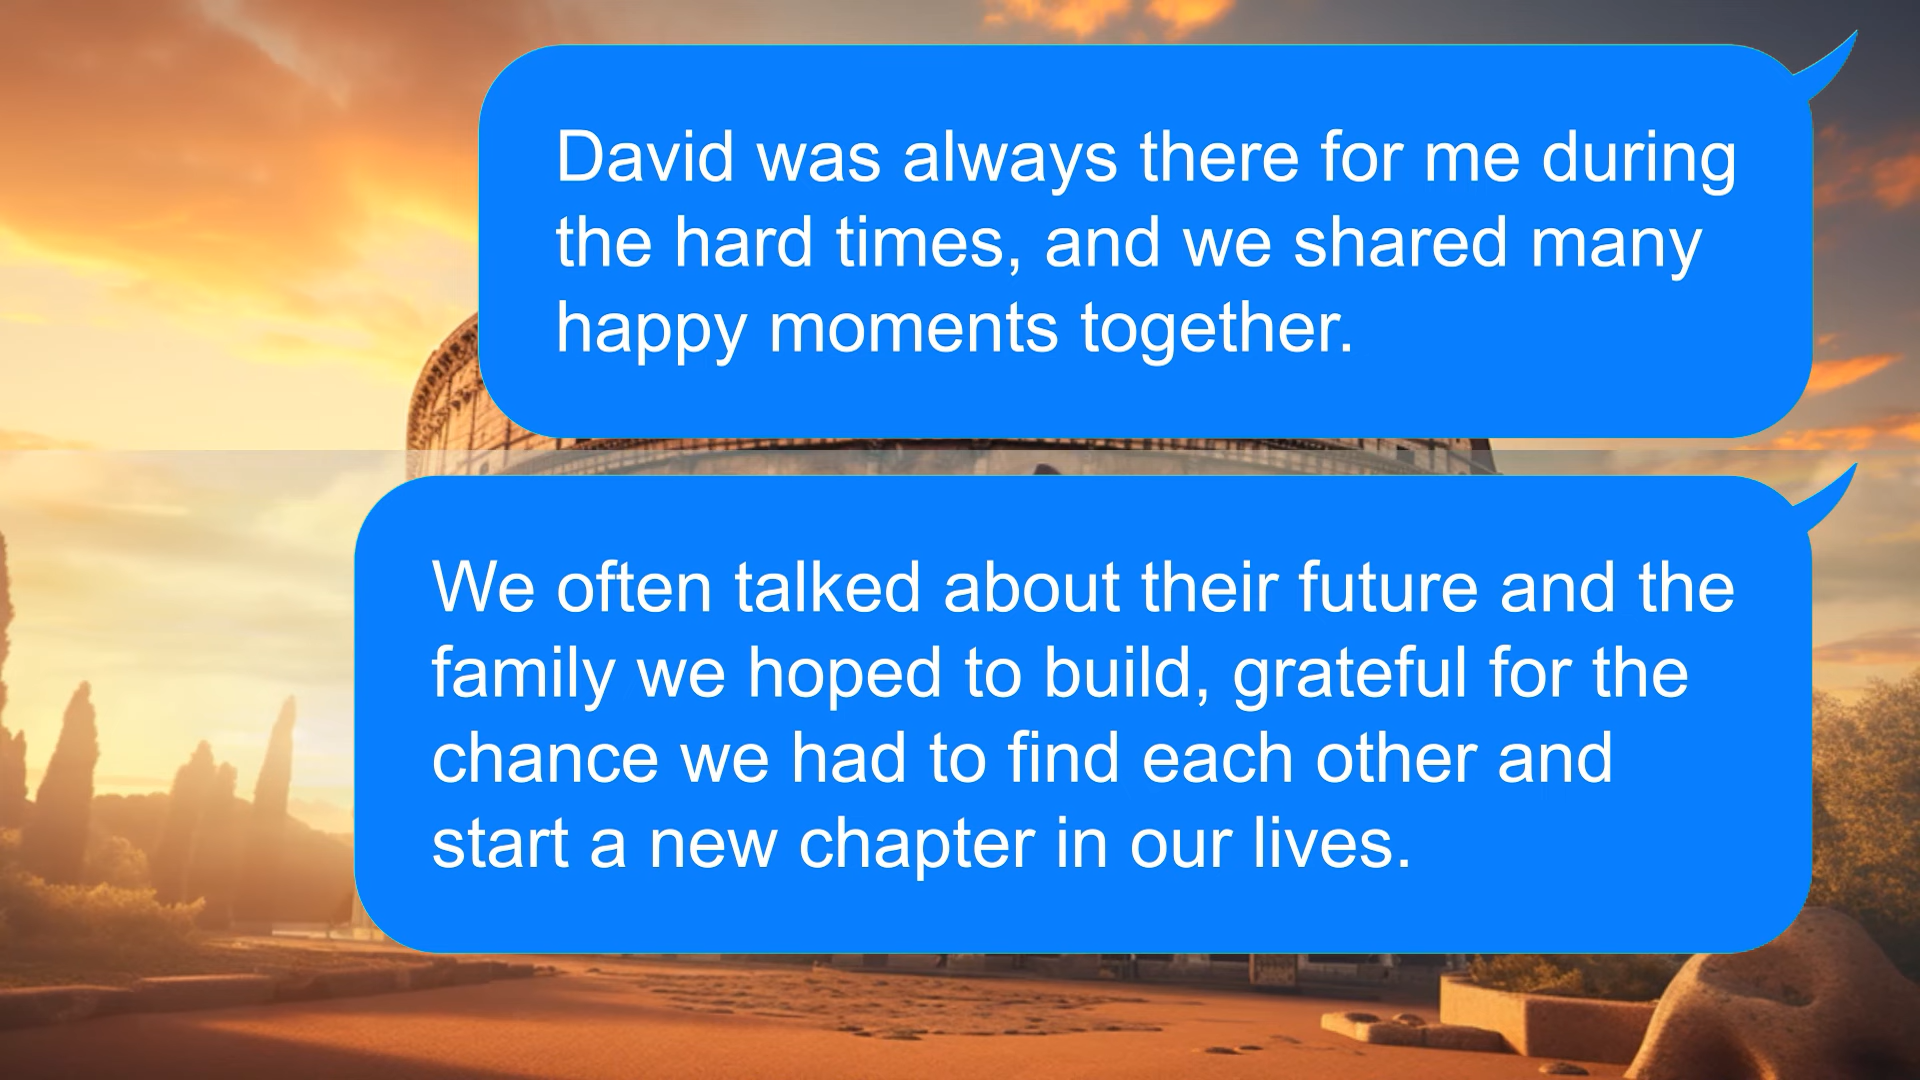 David was always there for me during
the hard times, and we shared many
happy moments together.
We often talked about their future and the
family we hoped to build, grateful for the
chance we had to find each other and
start a new chapter in our lives.